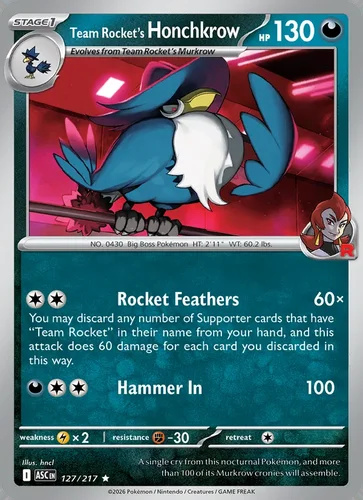 STAGE 1
Team Rocket's Honchkrow HP 130
Evolves from Team Rocket's Murkrow
R
NO. 0430 Big Boss Pokémon HT: 2'11" WT: 60.2 lbs.
Rocket Feathers 60×
You may discard any number of Supporter cards that have
"Team Rocket" in their name from your hand, and this
attack does 60 damage for each card you discarded in
this way.
Hammer In 100
weakness ×2 resistance -30 retreat
Illus. hncl
I ASC EN 127/217 ★
A single cry from this nocturnal Pokémon, and more
than 100 of its Murkrow cronies will assemble.
©2026 Pokémon / Nintendo / Creatures / GAME FREAK